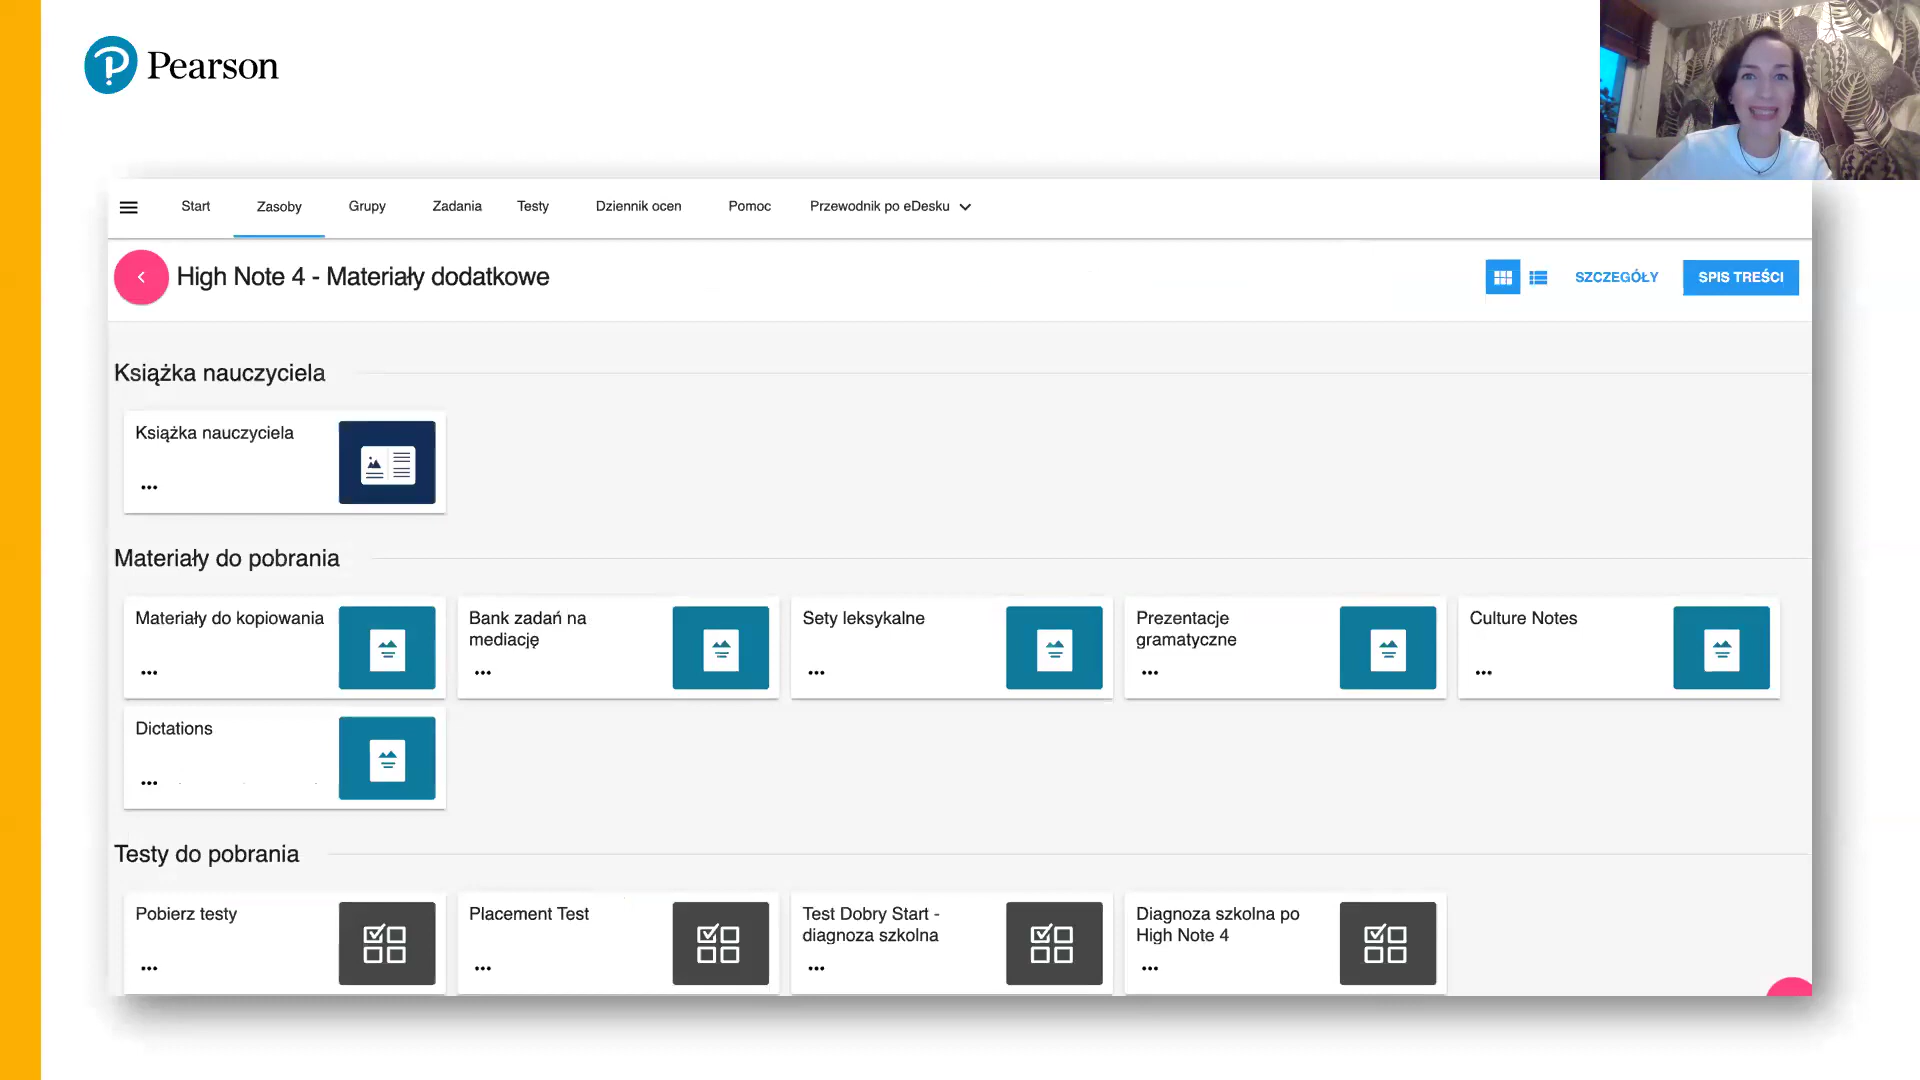 Pearson
Start Zasoby Grupy Zadania Testy Dziennik ocen Pomoc Przewodnik po eDesku
High Note 4 - Materiały dodatkowe
SZCZEGÓŁY
SPIS TREŚCI
Książka nauczyciela
Książka nauczyciela
Materiały do pobrania
Materiały do kopiowania
Bank zadań na
mediację
Sety leksykalne
Prezentacje
gramatyczne
Culture Notes
Dictations
Testy do pobrania
Pobierz testy
Placement Test
Test Dobry Start -
diagnoza szkolna
Diagnoza szkolna po
High Note 4